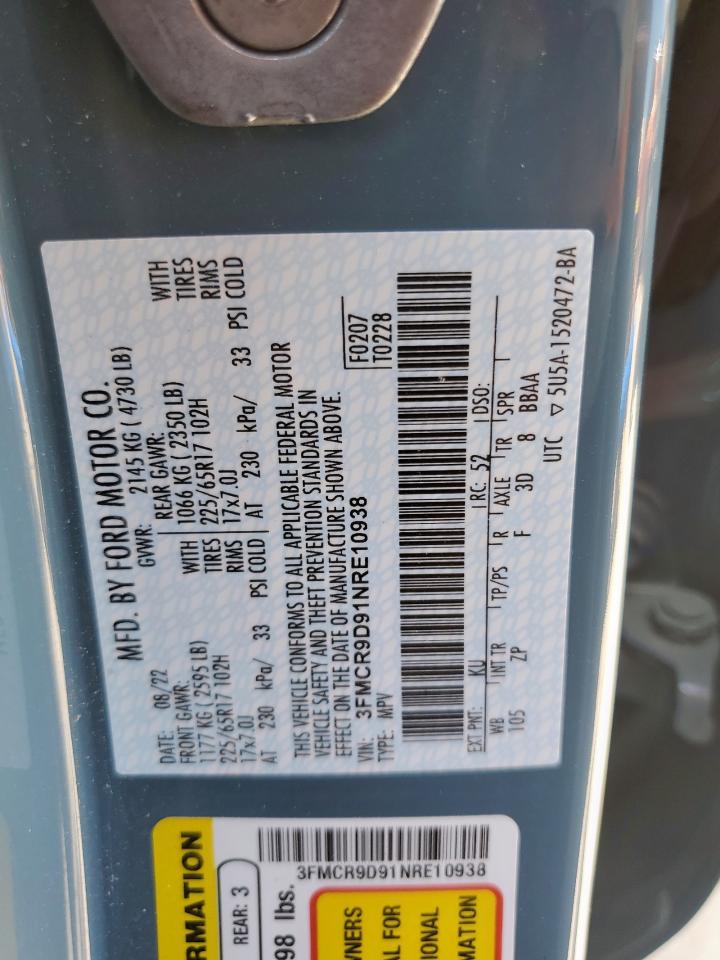 MFD. BY FORD MOTOR CO.
DATE: 08/22 GVWR: 2145 KG ( 4730 LB)
FRONT GAWR: WITH REAR GAWR: WITH
1177 KG ( 2595 LB) TIRES 1066 KG ( 2350 LB) TIRES
225/65R17 102H RIMS 225/65R17 102H RIMS
17x7.0J 17x7.0J
AT 230 kPa/ 33 PSI COLD AT 230 kPa/ 33 PSI COLD
THIS VEHICLE CONFORMS TO ALL APPLICABLE FEDERAL MOTOR
VEHICLE SAFETY AND THEFT PREVENTION STANDARDS IN
EFFECT ON THE DATE OF MANUFACTURE SHOWN ABOVE.
VIN: 3FMCR9D91NRE10938 F0207
TYPE: MPV T0228
EXT PNT: KU RC: 52 DSO:
WB INT TR TP/PS R AXLE TR SPR
105 ZP F 3D 8 BBAA
UTC ▽ 5U5A-1520472-BA
RMATION
REAR: 3
98 lbs.
3FMCR9D91NRE10938
WNERS
AL FOR
IONAL
MATION